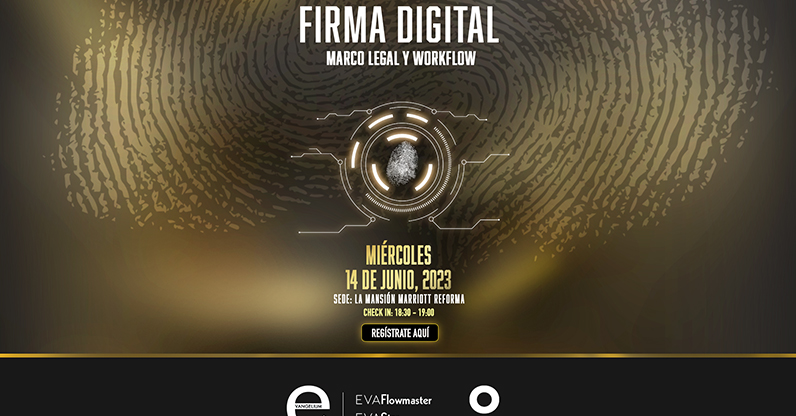 FIRMA DIGITAL
MARCO LEGAL Y WORKFLOW
MIÉRCOLES
14 DE JUNIO, 2023
SEDE: LA MANSIÓN MARRIOTT REFORMA
CHECK IN: 18:30 - 19:00
REGÍSTRATE AQUÍ
VANGELIUM
EVAFlowmaster